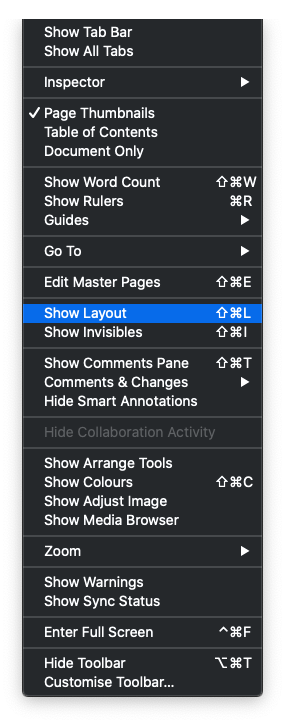 Show Tab Bar
Show All Tabs
Inspector ▶
✓ Page Thumbnails
Table of Contents
Document Only
Show Word Count ⇧⌘W
Show Rulers ⌘R
Guides ▶
Go To ▶
Edit Master Pages ⇧⌘E
Show Layout ⇧⌘L
Show Invisibles ⇧⌘I
Show Comments Pane ⇧⌘T
Comments & Changes ▶
Hide Smart Annotations
Hide Collaboration Activity
Show Arrange Tools
Show Colours ⇧⌘C
Show Adjust Image
Show Media Browser
Zoom ▶
Show Warnings
Show Sync Status
Enter Full Screen ^⌘F
Hide Toolbar ⌥⌘T
Customise Toolbar...